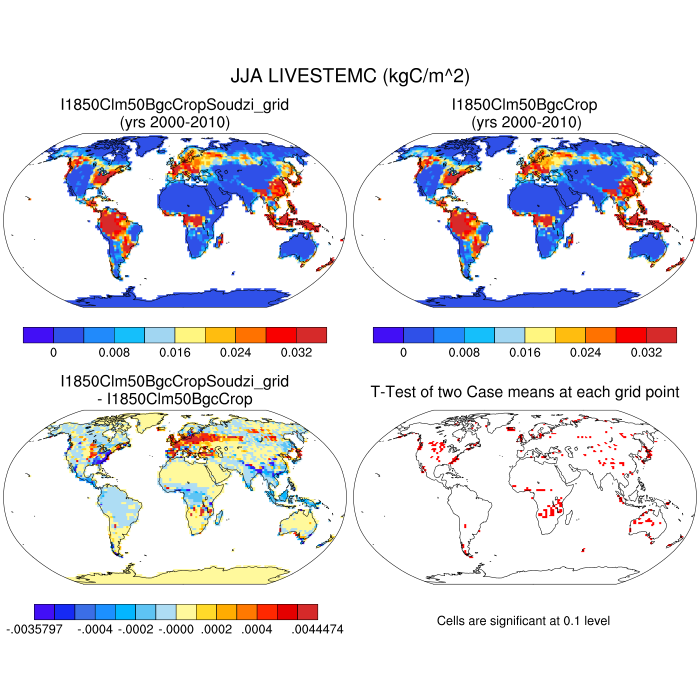 JJA LIVESTEMC (kgC/m^2)
I1850Clm50BgcCropSoudzi_grid
(yrs 2000-2010)
I1850Clm50BgcCrop
(yrs 2000-2010)
0 0.008 0.016 0.024 0.032
0 0.008 0.016 0.024 0.032
I1850Clm50BgcCropSoudzi_grid
- I1850Clm50BgcCrop
T-Test of two Case means at each grid point
-.0035797 -.0004 -.0002 -.0000 .0002 .0004 .0044474
Cells are significant at 0.1 level